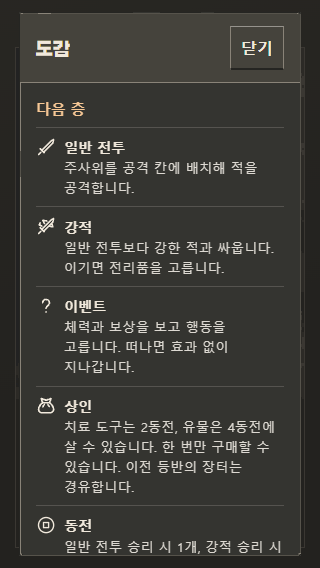 도감
닫기
다음 층
일반 전투
주사위를 공격 칸에 배치해 적을
공격합니다.
강적
일반 전투보다 강한 적과 싸웁니다.
이기면 전리품을 고릅니다.
?
이벤트
체력과 보상을 보고 행동을
고릅니다. 떠나면 효과 없이
지나갑니다.
상인
치료 도구는 2동전, 유물은 4동전에
살 수 있습니다. 한 번만 구매할 수
있습니다. 이전 등반의 장터는
경유합니다.
동전
일반 전투 승리 시 1개, 강적 승리 시